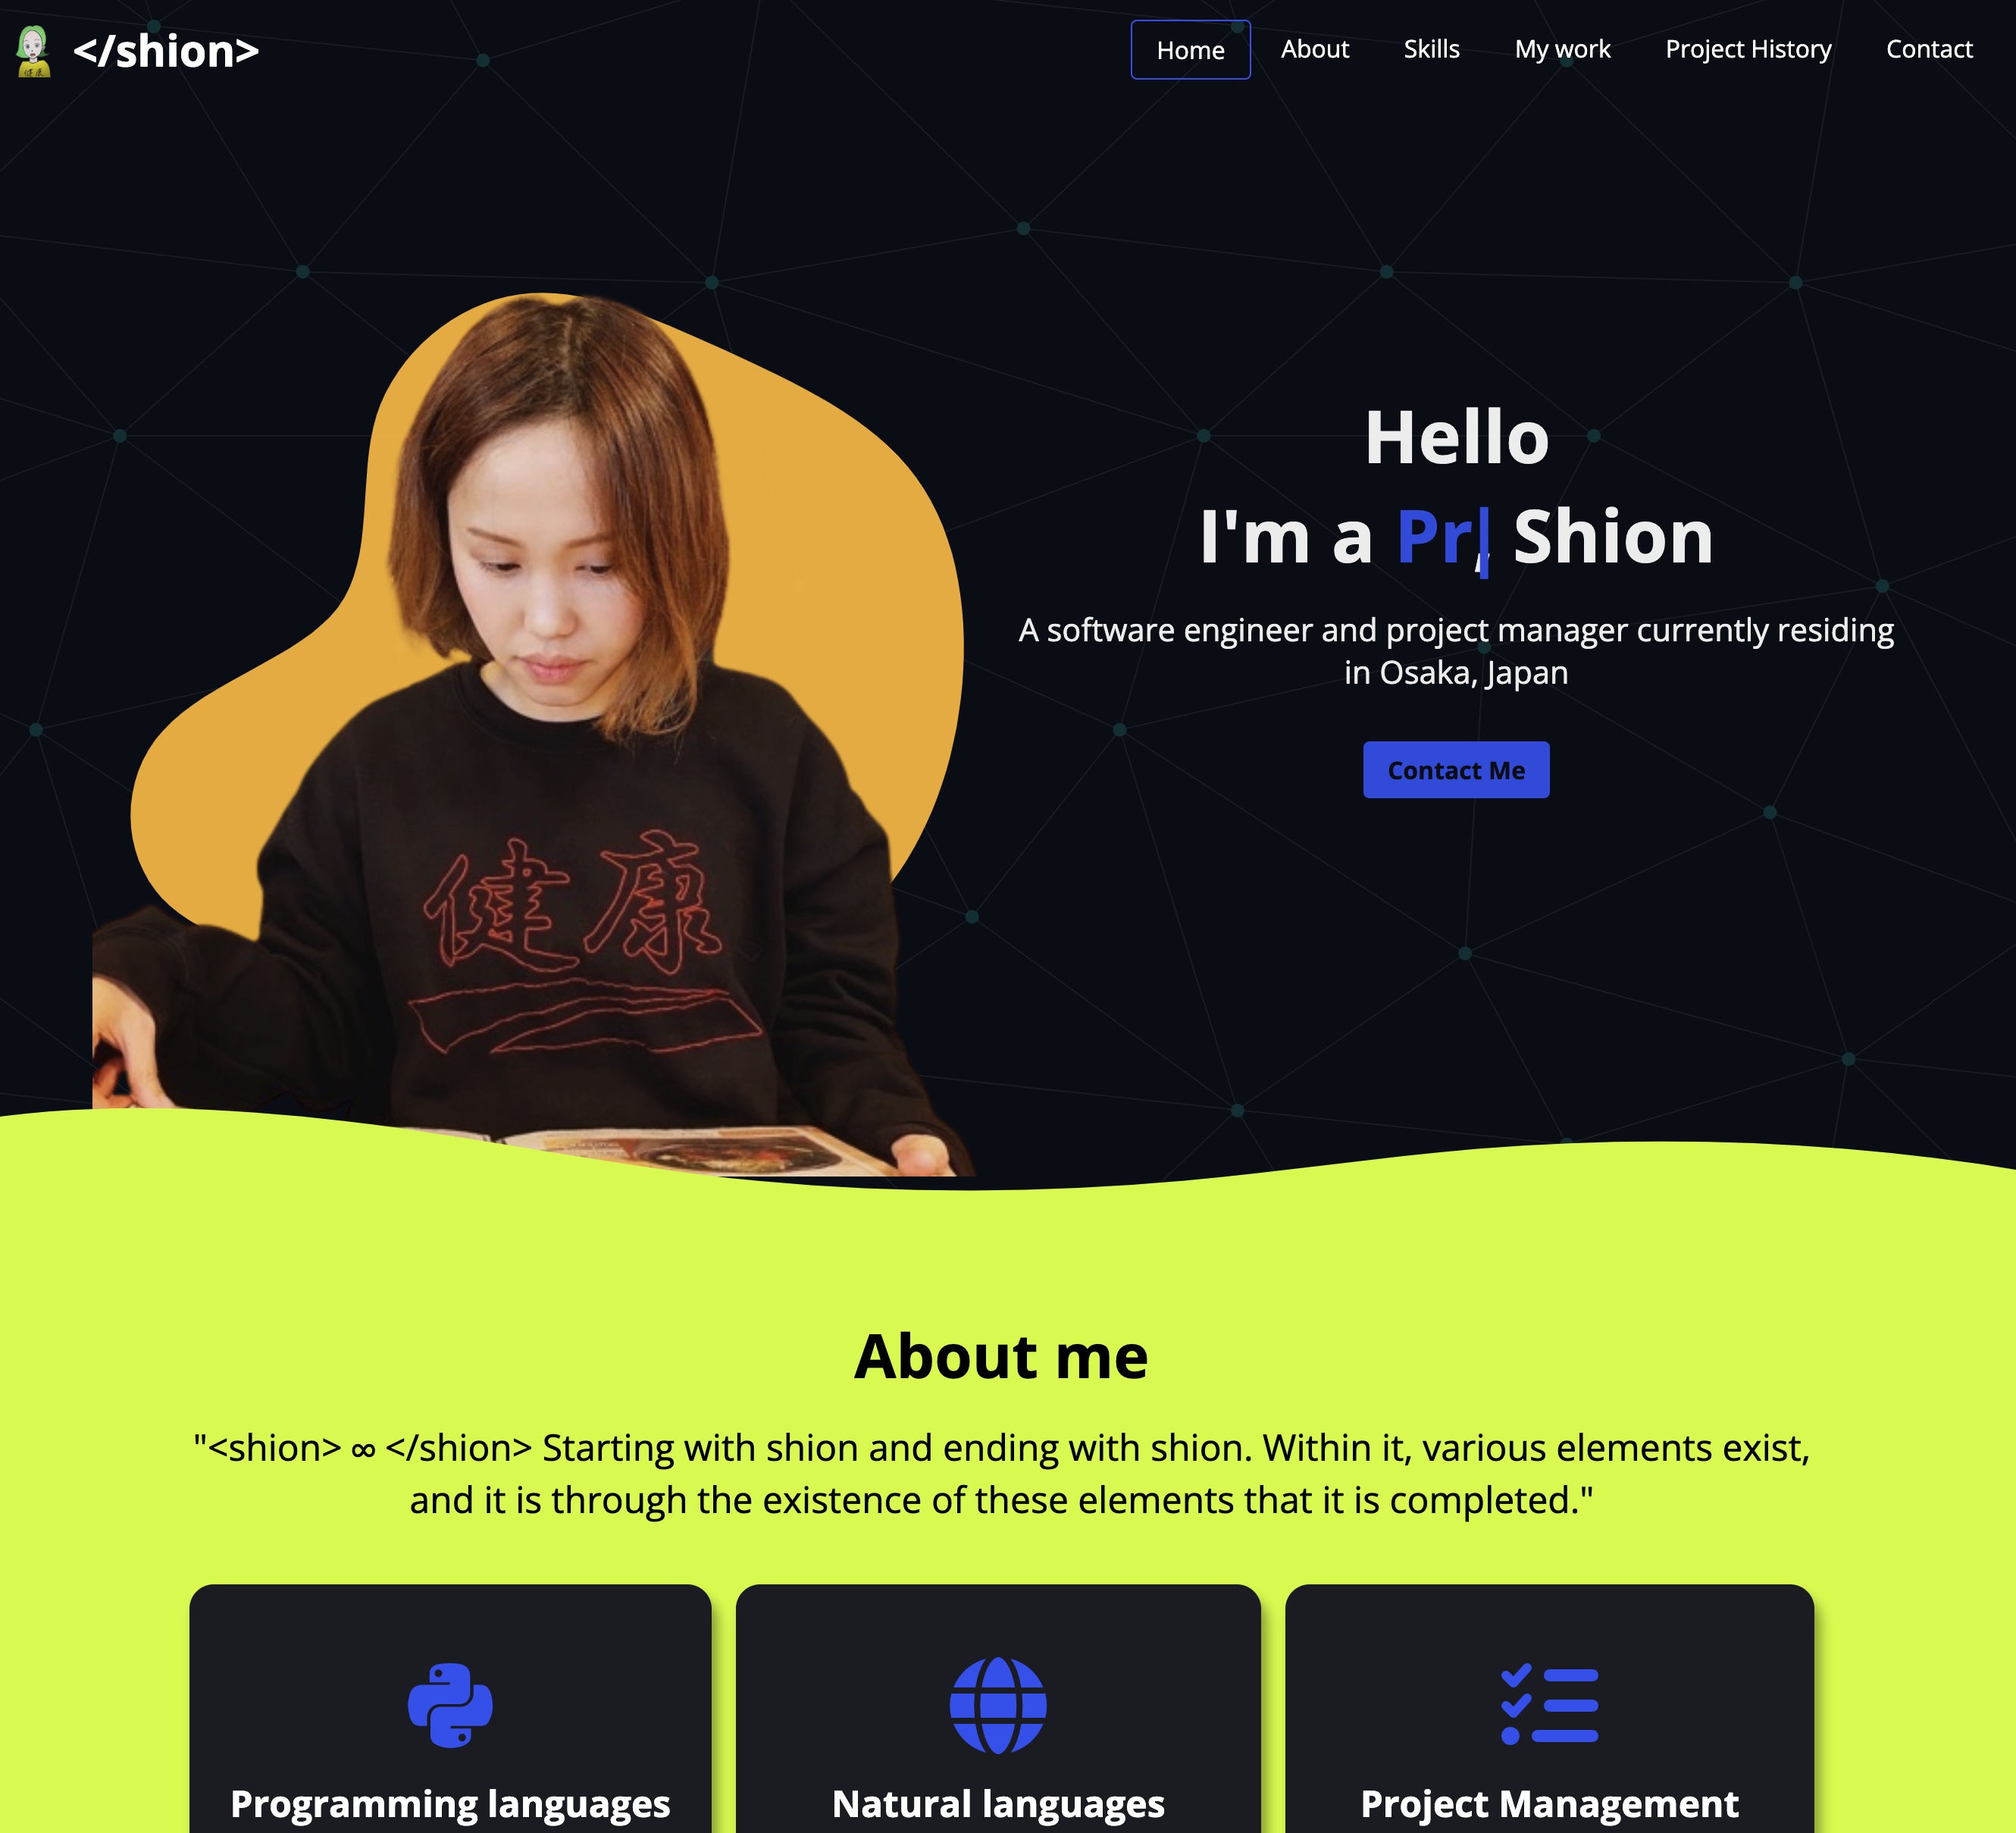 </shion>
Home About Skills My work Project History Contact
Hello
I'm a Pr|, Shion
A software engineer and project manager currently residing
in Osaka, Japan
Contact Me
健康
About me
"<shion> ∞ </shion> Starting with shion and ending with shion. Within it, various elements exist,
and it is through the existence of these elements that it is completed."
Programming languages
Natural languages
Project Management